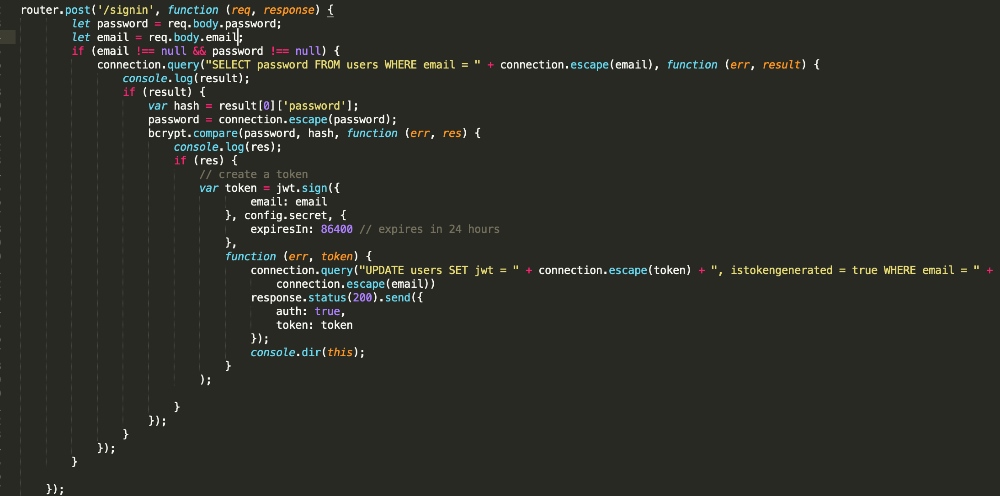 router.post('/signin', function (req, response) {
let password = req.body.password;
let email = req.body.email;
if (email !== null && password !== null) {
connection.query("SELECT password FROM users WHERE email = " + connection.escape(email), function (err, result) {
console.log(result);
if (result) {
var hash = result[0]['password'];
password = connection.escape(password);
bcrypt.compare(password, hash, function (err, res) {
console.log(res);
if (res) {
// create a token
var token = jwt.sign({
email: email
}, config.secret, {
expiresIn: 86400 // expires in 24 hours
},
function (err, token) {
connection.query("UPDATE users SET jwt = " + connection.escape(token) + ", istokengenerated = true WHERE email = " +
connection.escape(email))
response.status(200).send({
auth: true,
token: token
});
console.dir(this);
}
);
}
});
}
});
}
});